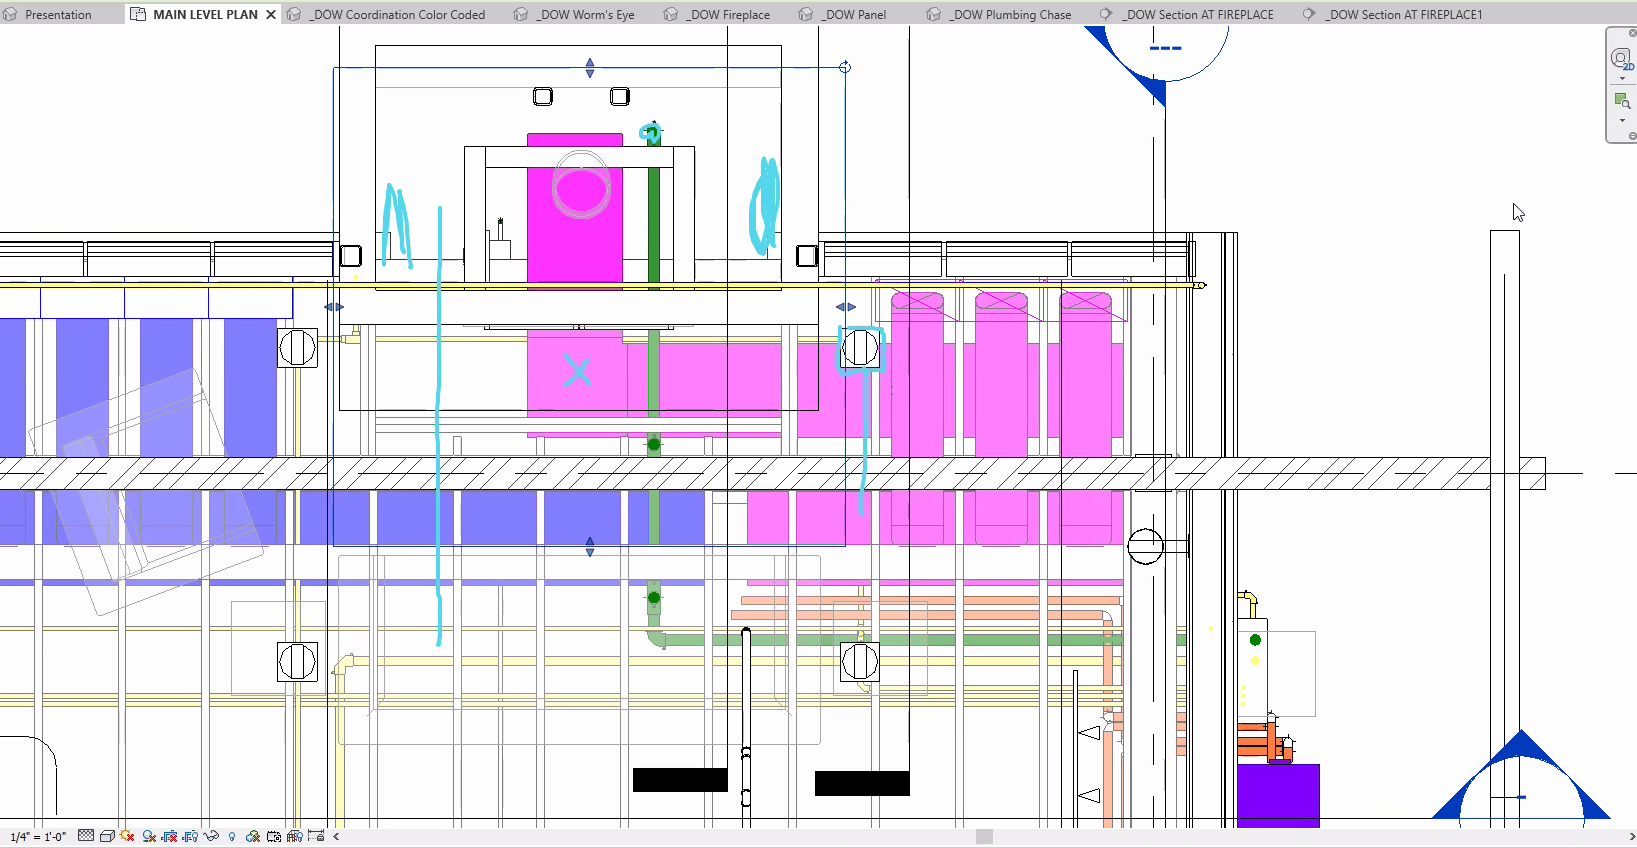 Presentation
MAIN LEVEL PLAN
_DOW Coordination Color Coded
_DOW Worm's Eye
_DOW Fireplace
_DOW Panel
_DOW Plumbing Chase
_DOW Section AT FIREPLACE
_DOW Section AT FIREPLACE1
2D
1/4" = 1'-0"